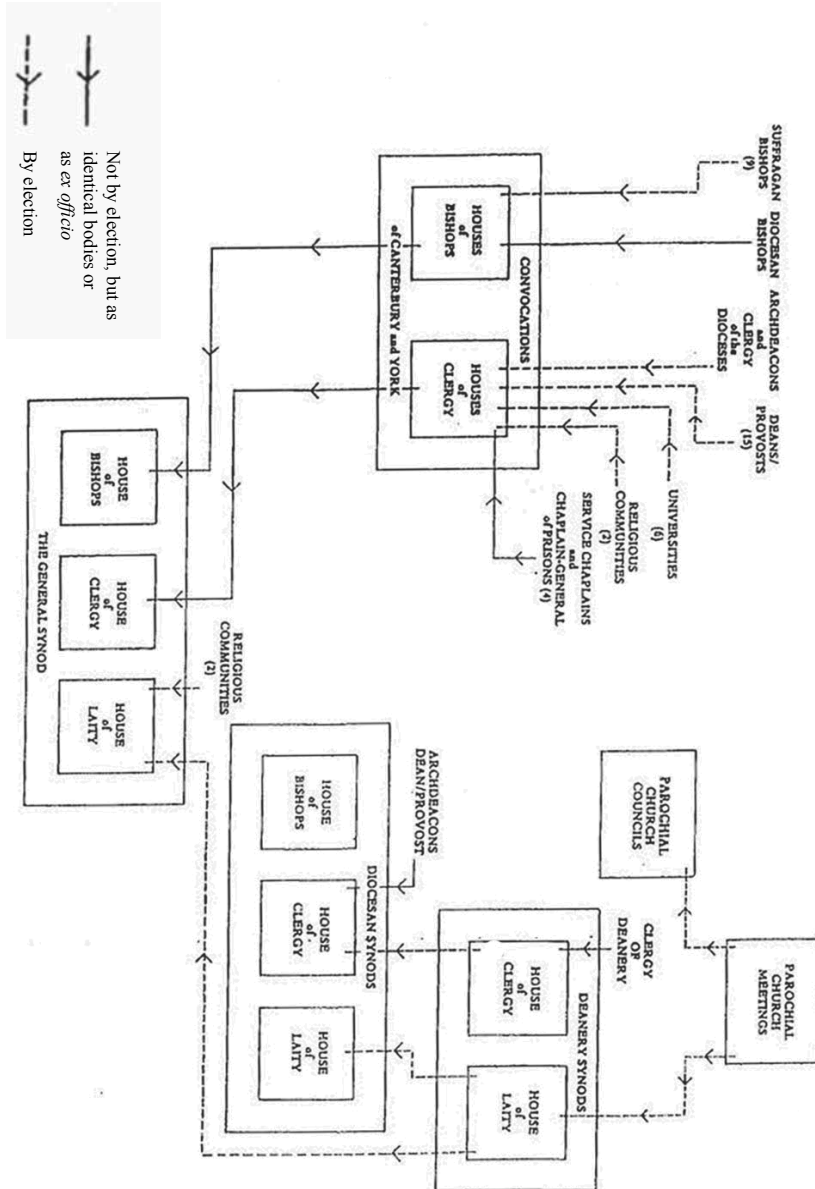 SUFFRAGAN
BISHOPS
(9)
DIOCESAN
BISHOPS
ARCHDEACONS
and
CLERGY
of the
DIOCESES
DEANS/
PROVOSTS
(15)
UNIVERSITIES
(6)
RELIGIOUS
COMMUNITIES
(2)
SERVICE CHAPLAINS
and
CHAPLAIN-GENERAL
of PRISONS (4)
CONVOCATIONS
HOUSES
of
BISHOPS
HOUSES
of
CLERGY
of CANTERBURY and YORK
PAROCHIAL
CHURCH
MEETINGS
PAROCHIAL
CHURCH
COUNCILS
CLERGY
OF
DEANERY
DEANERY SYNODS
HOUSE
of
CLERGY
HOUSE
of
LAITY
ARCHDEACONS
DEAN/PROVOST
DIOCESAN SYNODS
HOUSE
of
BISHOPS
HOUSE
of
CLERGY
HOUSE
of
LAITY
RELIGIOUS
COMMUNITIES
(2)
HOUSE
of
BISHOPS
HOUSE
of
CLERGY
HOUSE
of
LAITY
THE GENERAL SYNOD
Not by election, but as
identical bodies or
as ex officio
By election